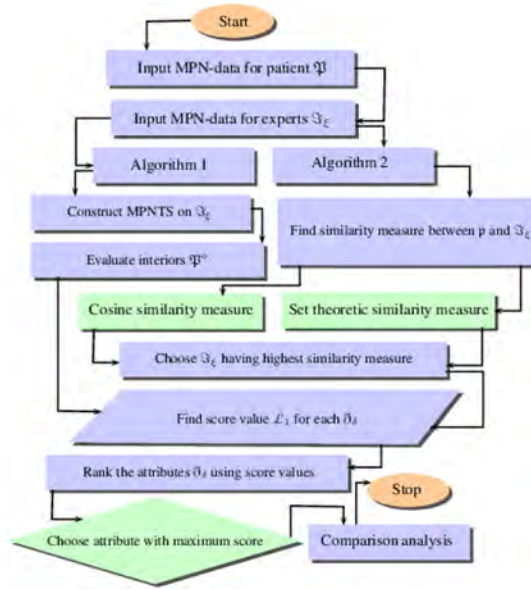 Start
Input MPN-data for patient 𝔓
Input MPN-data for experts ℑ_ξ
Algorithm 1
Algorithm 2
Construct MPNTS on ℑ_ξ
Find similarity measure between p and ℑ_ξ
Evaluate interiors 𝔓°
Cosine similarity measure
Set theoretic similarity measure
Choose ℑ_ξ having highest similarity measure
Find score value ℒ₁ for each ð_δ
Rank the attributes ð_δ using score values
Stop
Choose attribute with maximum score
Comparison analysis